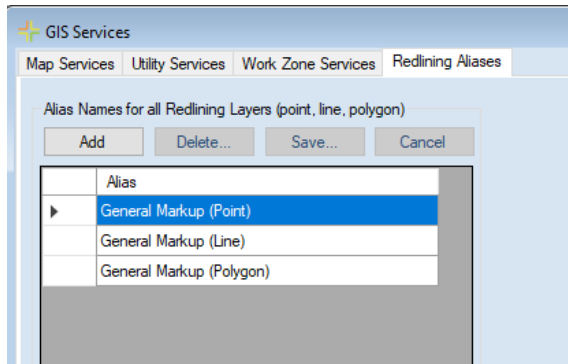 GIS Services
Map Services Utility Services Work Zone Services Redlining Aliases
Alias Names for all Redlining Layers (point, line, polygon)
Add Delete... Save... Cancel
Alias
General Markup (Point)
General Markup (Line)
General Markup (Polygon)